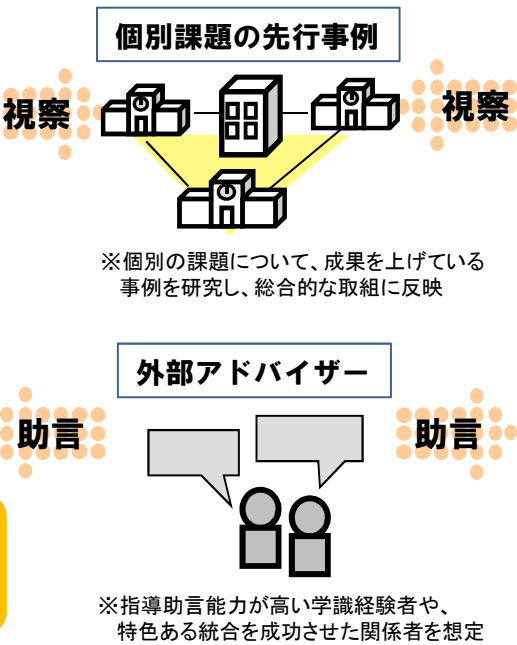 個別課題の先行事例
視察
視察
※個別の課題について、成果を上げている
事例を研究し、総合的な取組に反映
外部アドバイザー
助言
助言
※指導助言能力が高い学識経験者や、
特色ある統合を成功させた関係者を想定